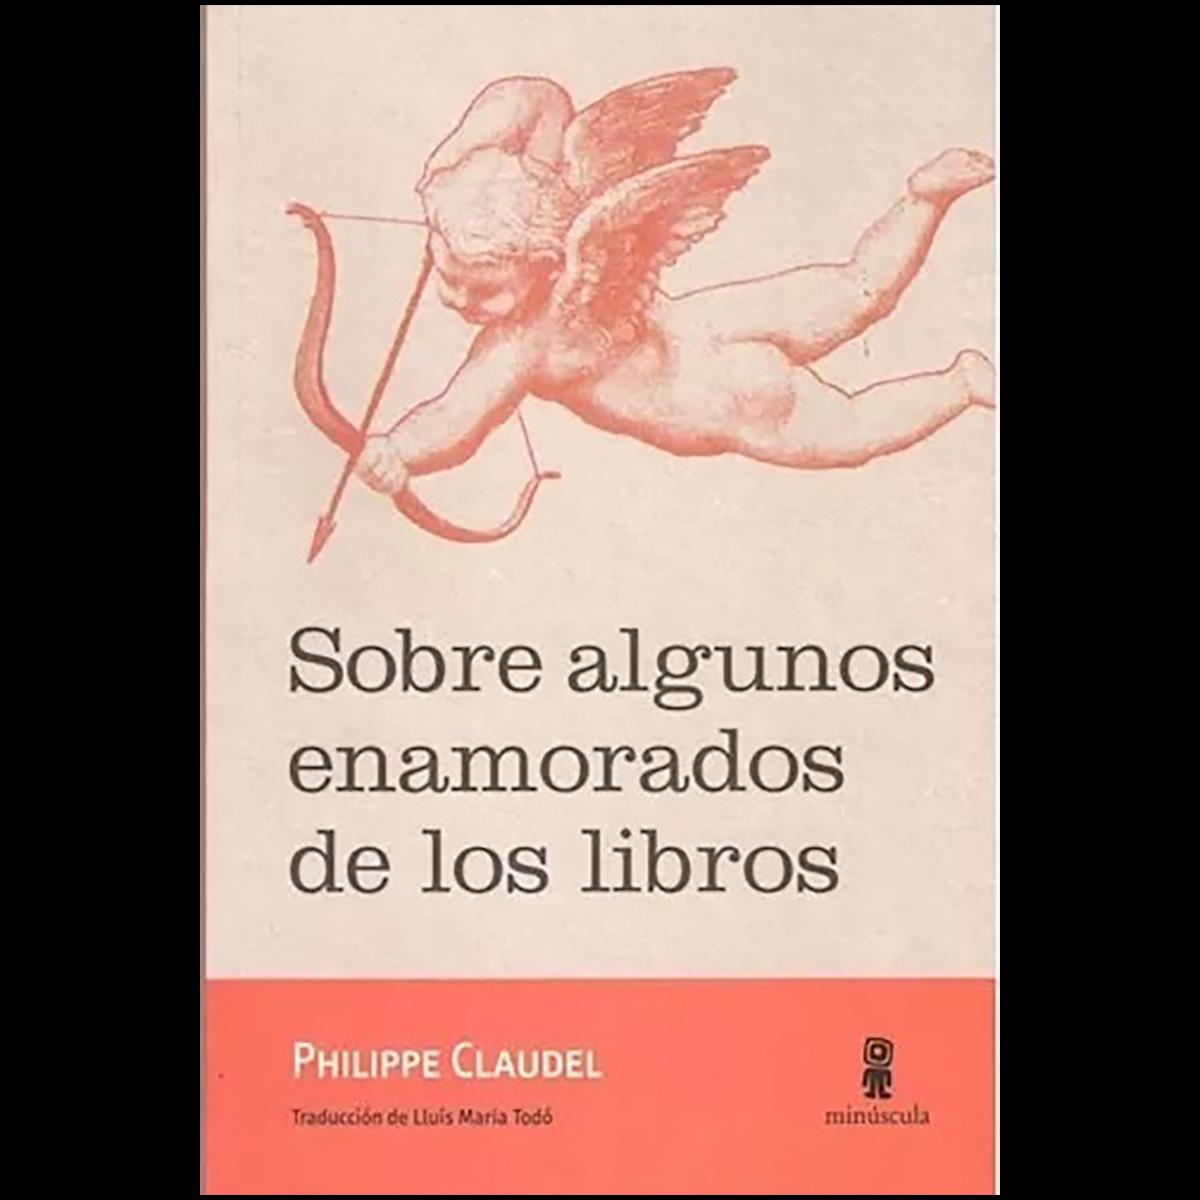 Sobre algunos
enamorados
de los libros
PHILIPPE CLAUDEL
Traducción de Lluís Maria Todó
minúscula